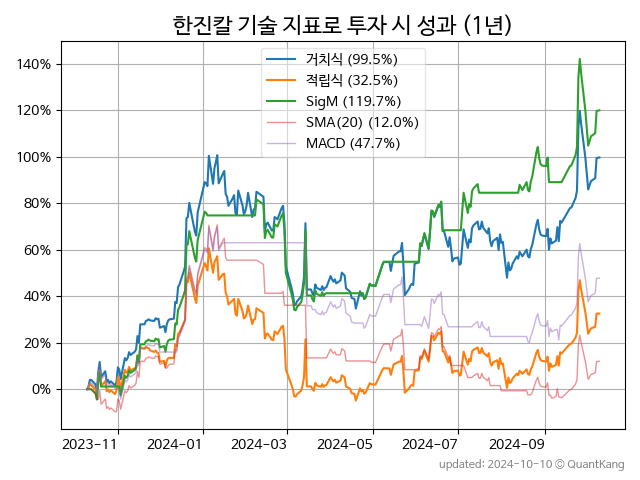 한진칼 기술 지표로 투자 시 성과 (1년)
거치식 (99.5%)
적립식 (32.5%)
SigM (119.7%)
SMA(20) (12.0%)
MACD (47.7%)
140%
120%
100%
80%
60%
40%
20%
0%
2023-11
2024-01
2024-03
2024-05
2024-07
2024-09
updated: 2024-10-10 © QuantKang